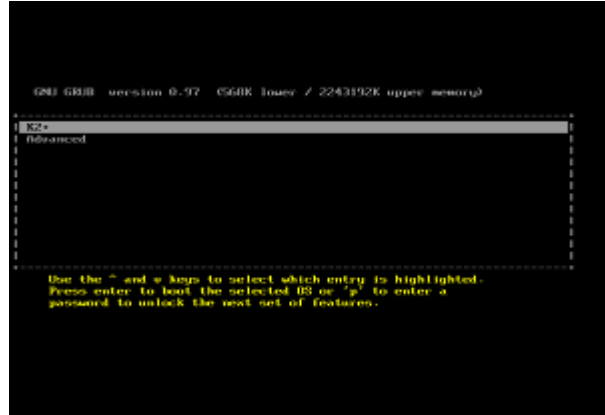 GNU GRUB version 0.97 (560K lower / 2243192K upper memory)
K2+
Advanced
Use the ^ and v keys to select which entry is highlighted.
Press enter to boot the selected OS or 'p' to enter a
password to unlock the next set of features.